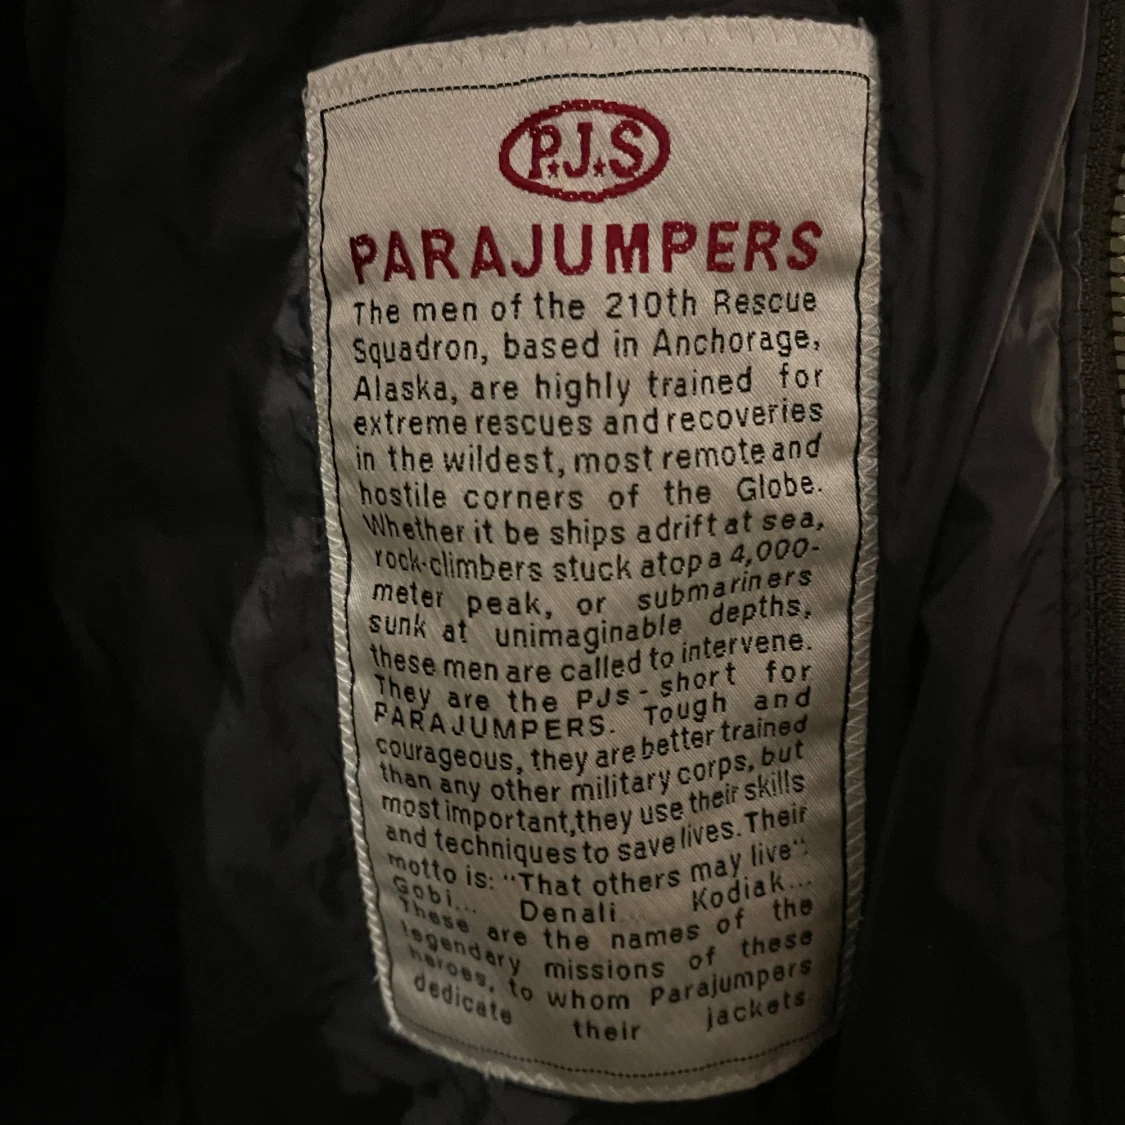 P.J.S
PARAJUMPERS
The men of the 210th Rescue
Squadron, based in Anchorage,
Alaska, are highly trained for
extreme rescues and recoveries
in the wildest, most remote and
hostile corners of the Globe.
Whether it be ships adrift at sea,
rock-climbers stuck atop a 4,000-
meter peak, or submariners
sunk at unimaginable depths,
these men are called to intervene.
They are the PJs - short for
PARAJUMPERS. Tough and
courageous, they are better trained
than any other military corps, but
most important,they use their skills
and techniques to save lives. Their
motto is: "That others may live":
Gobi... Denali... Kodiak...
These are the names of the
legendary missions of these
heroes, to whom Parajumpers
dedicate their jackets